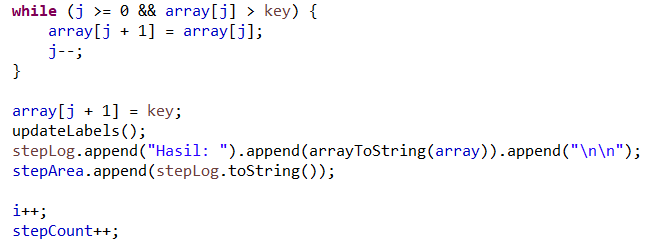 while (j >= 0 && array[j] > key) {
    array[j + 1] = array[j];
    j--;
}

array[j + 1] = key;
updateLabels();
stepLog.append("Hasil: ").append(arrayToString(array)).append("\n\n");
stepArea.append(stepLog.toString());

i++;
stepCount++;